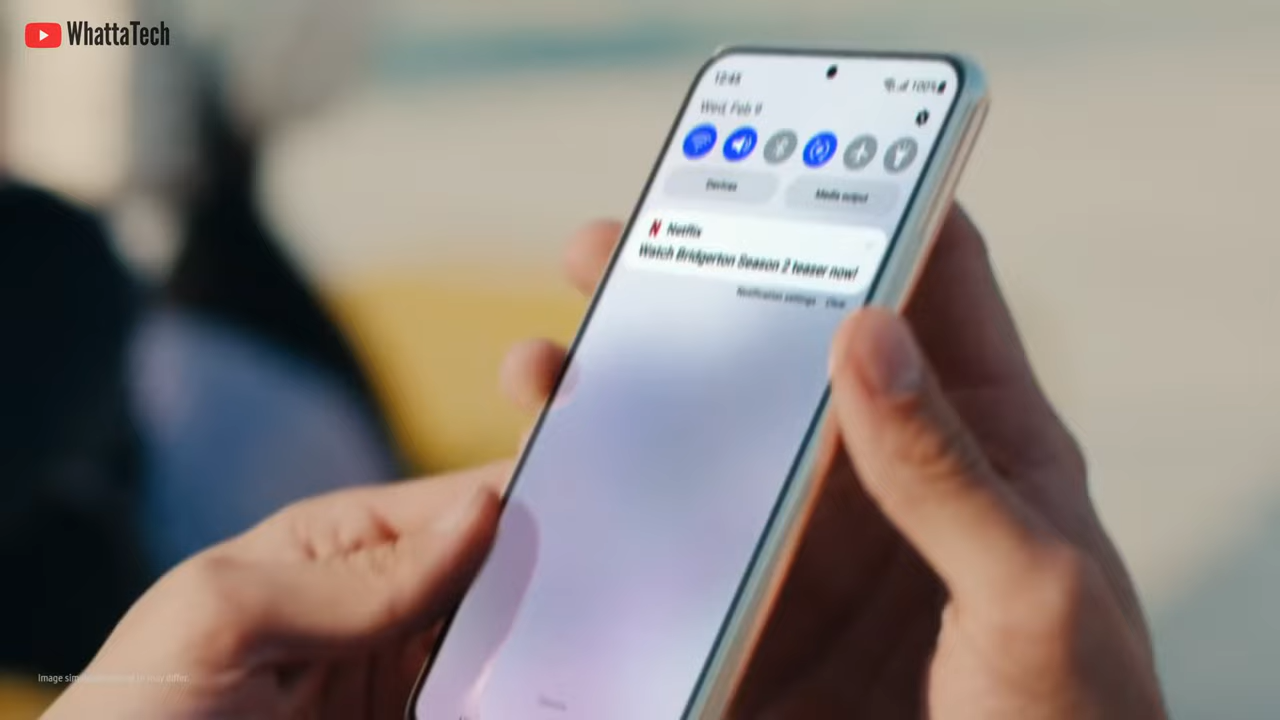 WhattaTech
12:45
100%
Wed, Feb 9
Devices
Media output
Netflix
Watch Bridgerton Season 2 teaser now!
Notification settings
Clear